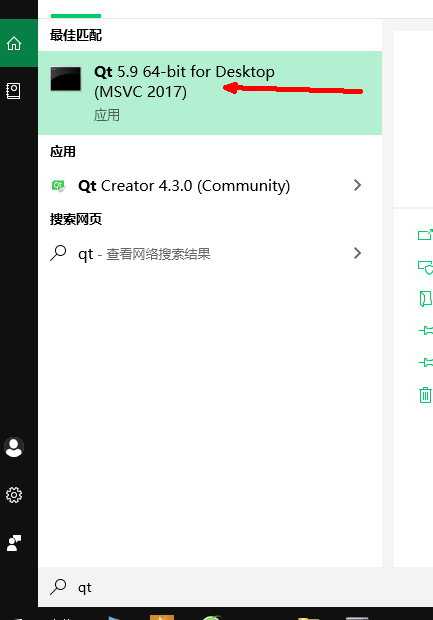 最佳匹配
Qt 5.9 64-bit for Desktop
(MSVC 2017)
应用
应用
Qt Creator 4.3.0 (Community)
搜索网页
qt - 查看网络搜索结果
qt